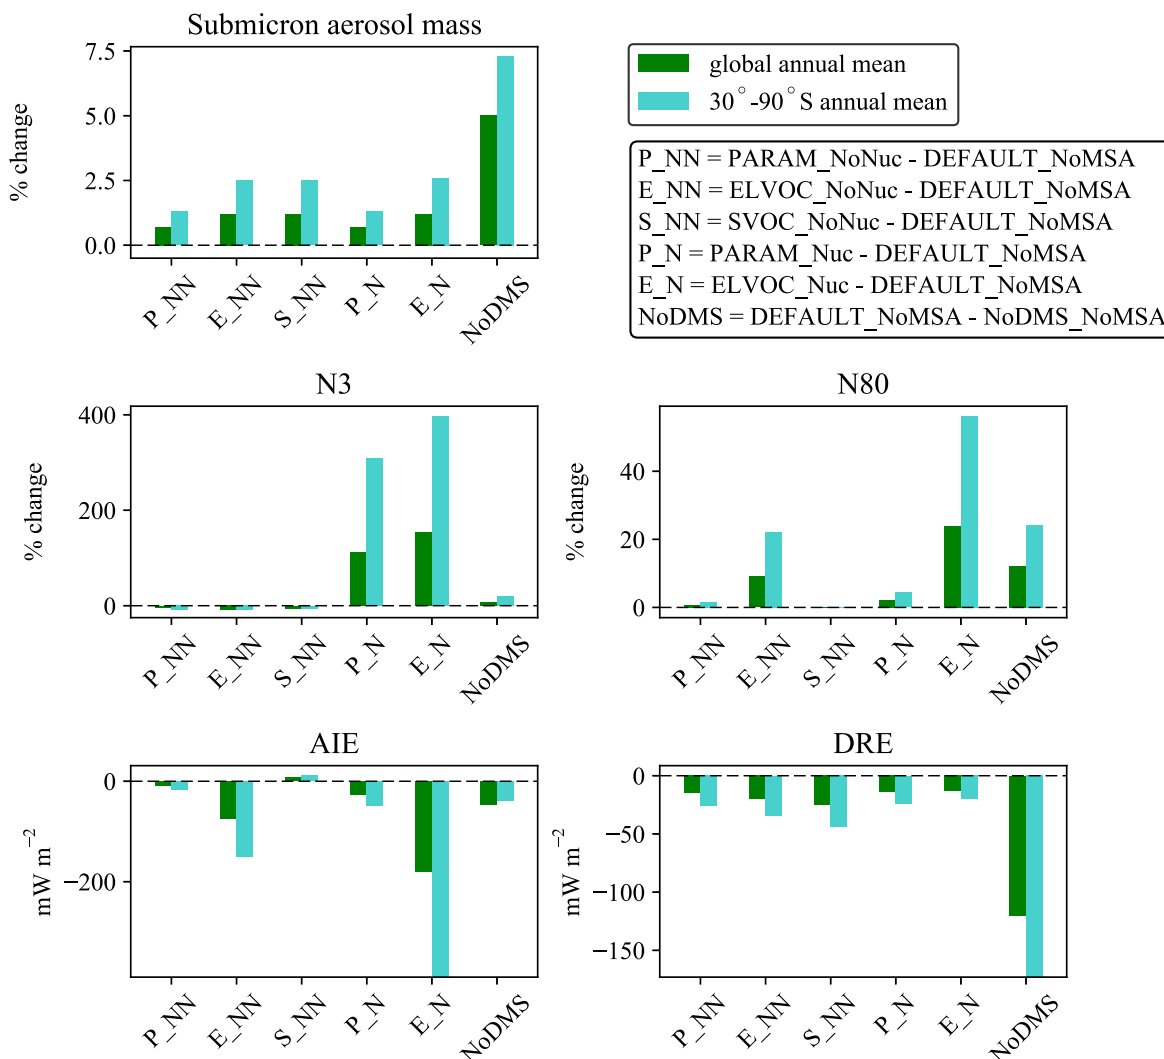 Submicron aerosol mass
% change
7.5
5.0
2.5
0.0
P_NN
E_NN
S_NN
P_N
E_N
NoDMS
global annual mean
30°-90°S annual mean
P_NN = PARAM_NoNuc - DEFAULT_NoMSA
E_NN = ELVOC_NoNuc - DEFAULT_NoMSA
S_NN = SVOC_NoNuc - DEFAULT_NoMSA
P_N = PARAM_Nuc - DEFAULT_NoMSA
E_N = ELVOC_Nuc - DEFAULT_NoMSA
NoDMS = DEFAULT_NoMSA - NoDMS_NoMSA
N3
% change
400
200
0
P_NN
E_NN
S_NN
P_N
E_N
NoDMS
N80
% change
40
20
0
P_NN
E_NN
S_NN
P_N
E_N
NoDMS
AIE
mW m⁻²
0
−200
P_NN
E_NN
S_NN
P_N
E_N
NoDMS
DRE
mW m⁻²
0
−50
−100
−150
P_NN
E_NN
S_NN
P_N
E_N
NoDMS